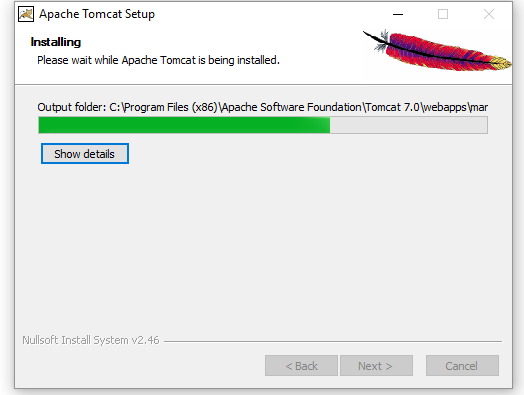 Apache Tomcat Setup
Installing
Please wait while Apache Tomcat is being installed.
Output folder: C:\Program Files (x86)\Apache Software Foundation\Tomcat 7.0\webapps\mar
Show details
Nullsoft Install System v2.46
< Back
Next >
Cancel